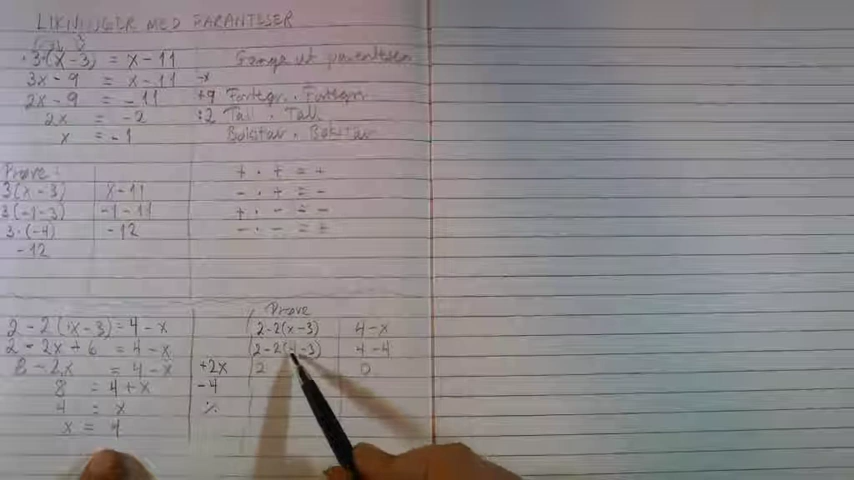 LIKNINGER MED PARANTESER
3·(x-3) = x-11 Gange ut parentesen
3x-9 = x-11 -x
2x-9 = -11 +9 Fortegn · Fortegn
2x = -2 :2 Tall · Tall
x = -1 Bokstav · Bokstav
Prøve:
3(x-3) x-11
3(-1-3) -1-11
3·(-4) -12
-12
+ · + = +
- · + = -
+ · - = -
- · - = +
2-2(x-3)=4-x
2-2x+6 = 4-x
8-2x = 4-x +2x
8 = 4+x -4
4 = x
x = 4
Prøve
2-2(x-3) 4-x
2-2(4-3) 4-4
2 0